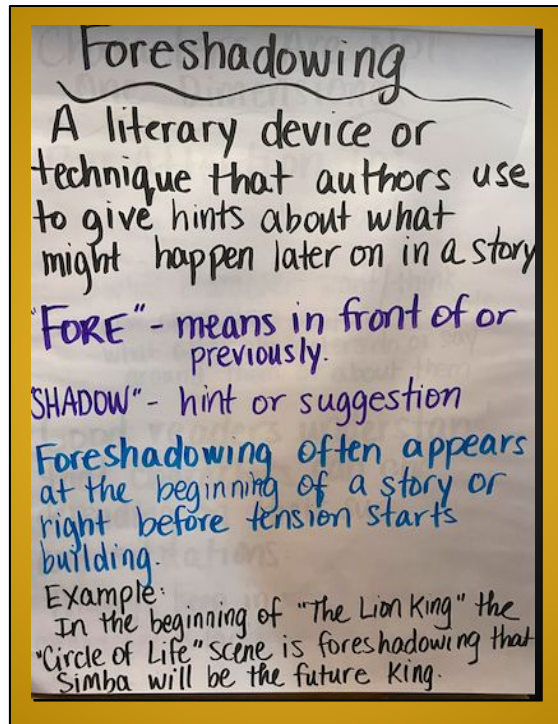 Foreshadowing
A literary device or
technique that authors use
to give hints about what
might happen later on in a story
"FORE" - means in front of or
previously.
"SHADOW" - hint or suggestion
Foreshadowing often appears
at the beginning of a story or
right before tension starts
building.
Example:
In the beginning of "The Lion King" the
"Circle of Life" scene is foreshadowing that
Simba will be the future King.